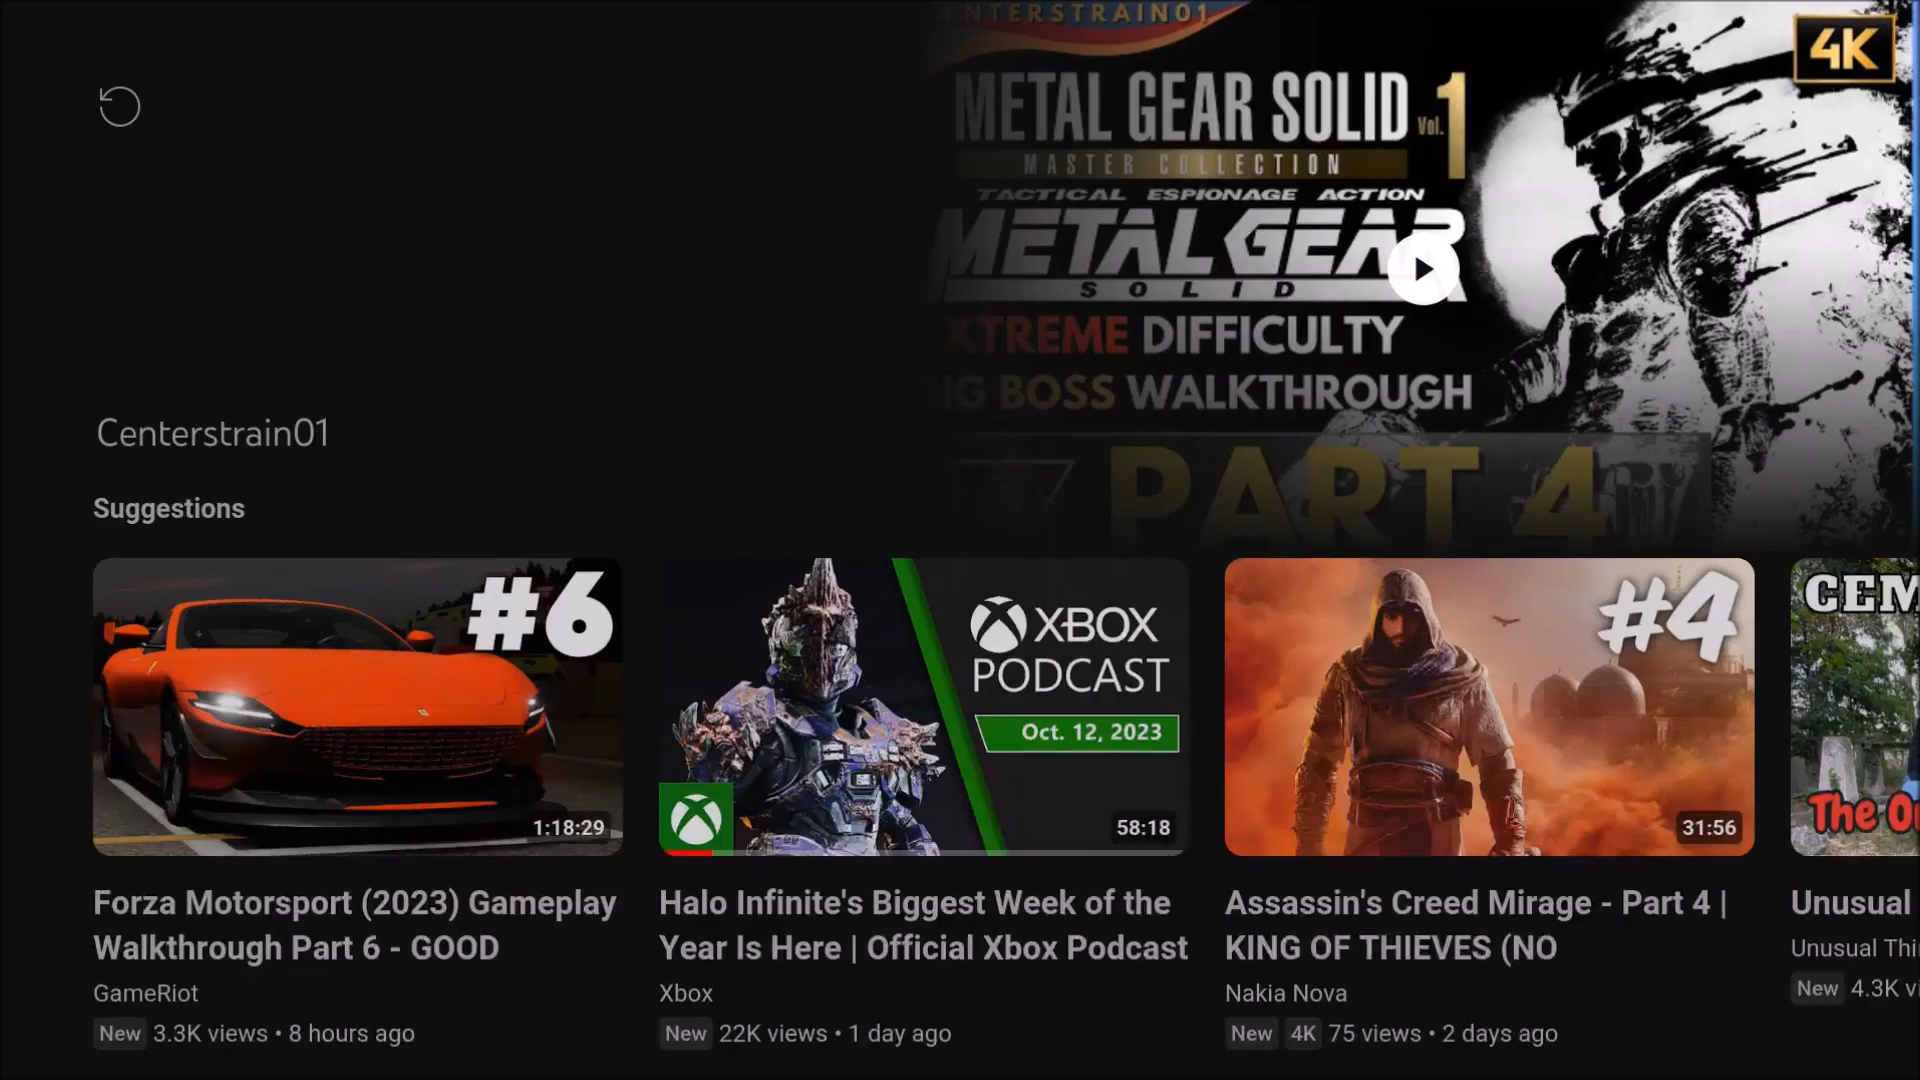 NTERSTRAIN01
4K
METAL GEAR SOLID Vol. 1
MASTER COLLECTION
TACTICAL ESPIONAGE ACTION
METAL GEAR
SOLID
XTREME DIFFICULTY
IG BOSS WALKTHROUGH
PART 4
Centerstrain01
Suggestions
#6
1:18:29
XBOX
PODCAST
Oct. 12, 2023
58:18
#4
31:56
CEM
The O
Forza Motorsport (2023) Gameplay
Walkthrough Part 6 - GOOD
GameRiot
New 3.3K views • 8 hours ago
Halo Infinite's Biggest Week of the
Year Is Here | Official Xbox Podcast
Xbox
New 22K views • 1 day ago
Assassin's Creed Mirage - Part 4 |
KING OF THIEVES (NO
Nakia Nova
New 4K 75 views • 2 days ago
Unusual
Unusual Thi
New 4.3K vi